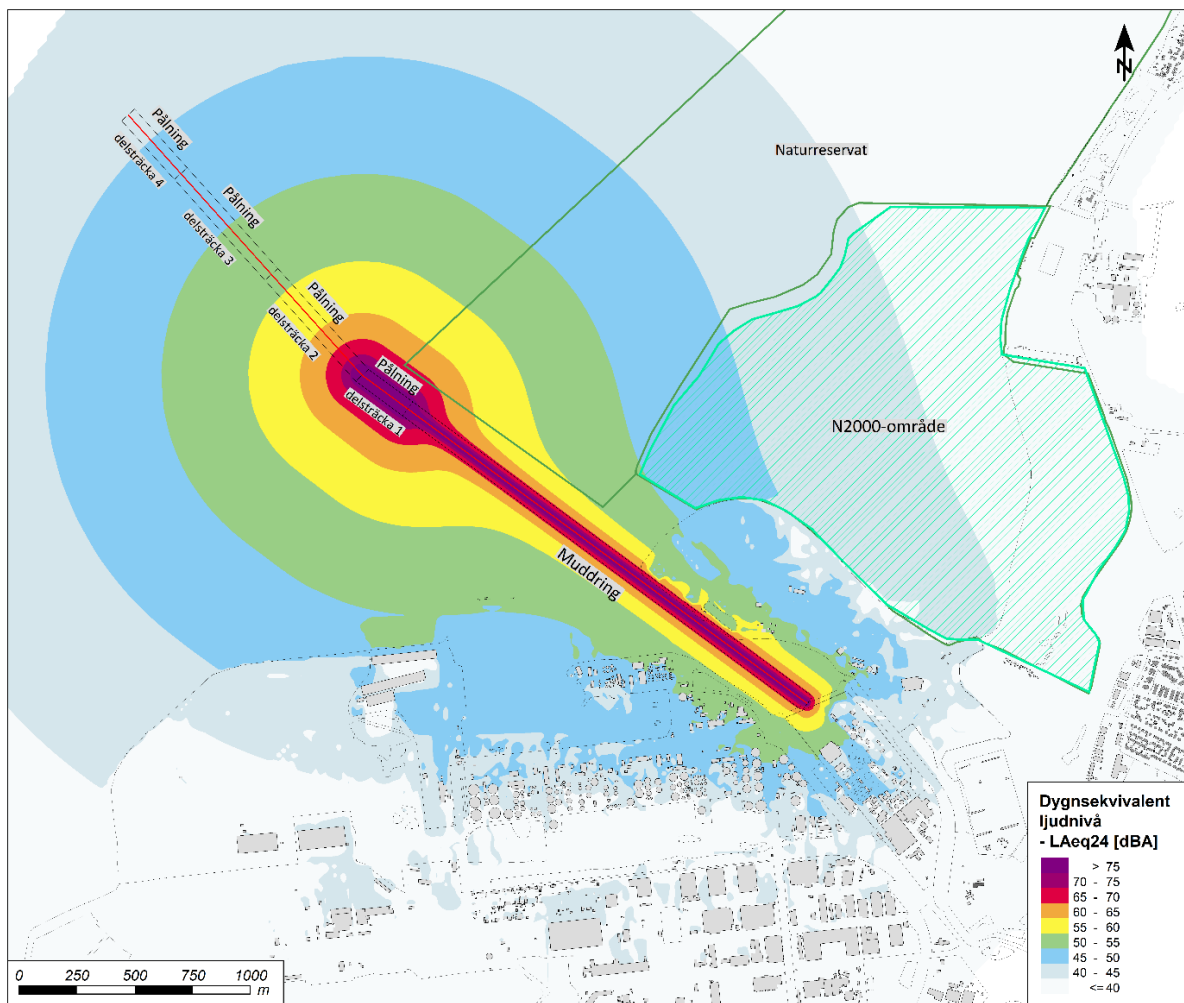 N
Pålning
delsträcka 4
Naturreservat
Pålning
delsträcka 3
Pålning
delsträcka 2
Pålning
delsträcka 1
N2000-område
Muddring
Dygnsekvivalent
ljudnivå
- LAeq24 [dBA]
> 75
70 - 75
65 - 70
60 - 65
55 - 60
50 - 55
45 - 50
40 - 45
<= 40
0 250 500 750 1000
m